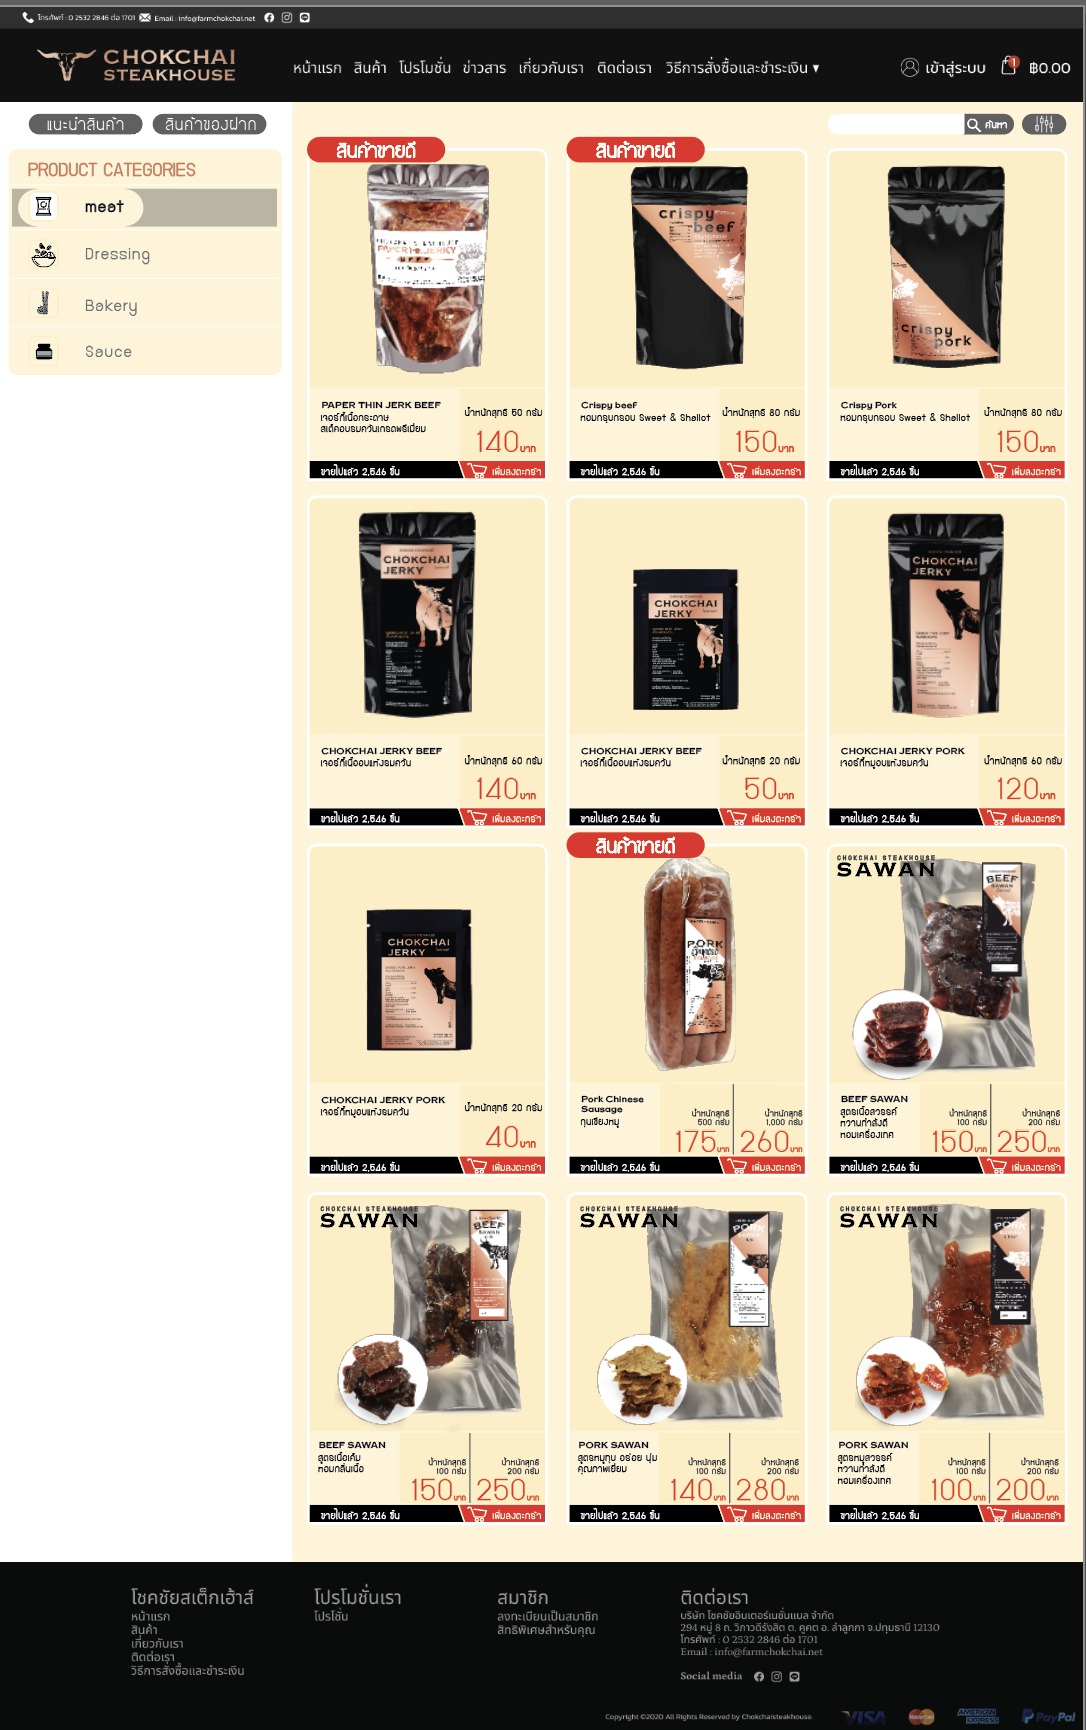 โทรศัพท์ : 0 2532 2846 ต่อ 1701 Email : info@farmchokchai.net
CHOKCHAI
STEAKHOUSE
หน้าแรก สินค้า โปรโมชั่น ข่าวสาร เกี่ยวกับเรา ติดต่อเรา วิธีการสั่งซื้อและชำระเงิน ▾
เข้าสู่ระบบ 1 ฿0.00
แนะนำสินค้า สินค้าของฝาก
ค้นหา
PRODUCT CATEGORIES
meat
Dressing
Bakery
Sauce
สินค้าขายดี
PAPER THIN JERK BEEF
เจอร์กี้เนื้อกระดาษ
สเต็คอบรมควันเกรดพรีเมี่ยม
น้ำหนักสุทธิ 50 กรัม
140บาท
ขายไปแล้ว 2,546 ชิ้น เพิ่มลงตะกร้า
สินค้าขายดี
crispy
beef
Crispy beef
หอมกรุบกรอบ Sweet & Shallot
น้ำหนักสุทธิ 80 กรัม
150บาท
ขายไปแล้ว 2,546 ชิ้น เพิ่มลงตะกร้า
crispy
pork
Crispy Pork
หอมกรุบกรอบ Sweet & Shallot
น้ำหนักสุทธิ 80 กรัม
150บาท
ขายไปแล้ว 2,546 ชิ้น เพิ่มลงตะกร้า
CHOKCHAI
JERKY
CHOKCHAI JERKY BEEF
เจอร์กี้เนื้ออบแห้งรมควัน
น้ำหนักสุทธิ 60 กรัม
140บาท
ขายไปแล้ว 2,546 ชิ้น เพิ่มลงตะกร้า
CHOKCHAI
JERKY
CHOKCHAI JERKY BEEF
เจอร์กี้เนื้ออบแห้งรมควัน
น้ำหนักสุทธิ 20 กรัม
50บาท
ขายไปแล้ว 2,546 ชิ้น เพิ่มลงตะกร้า
CHOKCHAI
JERKY
CHOKCHAI JERKY PORK
เจอร์กี้หมูอบแห้งรมควัน
น้ำหนักสุทธิ 60 กรัม
120บาท
ขายไปแล้ว 2,546 ชิ้น เพิ่มลงตะกร้า
CHOKCHAI
JERKY
CHOKCHAI JERKY PORK
เจอร์กี้หมูอบแห้งรมควัน
น้ำหนักสุทธิ 20 กรัม
40บาท
ขายไปแล้ว 2,546 ชิ้น เพิ่มลงตะกร้า
สินค้าขายดี
PORK
Pork Chinese
Sausage
กุนเชียงหมู
น้ำหนักสุทธิ น้ำหนักสุทธิ
500 กรัม 1,000 กรัม
175บาท 260บาท
ขายไปแล้ว 2,546 ชิ้น เพิ่มลงตะกร้า
CHOKCHAI STEAKHOUSE
SAWAN
BEEF
SAWAN
BEEF SAWAN
สูตรเนื้อสวรรค์
หวานกำลังดี
หอมเครื่องเทศ
น้ำหนักสุทธิ น้ำหนักสุทธิ
100 กรัม 200 กรัม
150บาท 250บาท
ขายไปแล้ว 2,546 ชิ้น เพิ่มลงตะกร้า
CHOKCHAI STEAKHOUSE
SAWAN
BEEF
BEEF SAWAN
สูตรเนื้อเค็ม
หอมกลิ่นเนื้อ
น้ำหนักสุทธิ น้ำหนักสุทธิ
100 กรัม 200 กรัม
150บาท 250บาท
ขายไปแล้ว 2,546 ชิ้น เพิ่มลงตะกร้า
CHOKCHAI STEAKHOUSE
SAWAN
PORK
PORK SAWAN
สูตรหมูทุบ อร่อย นุ่ม
คุณภาพเยี่ยม
น้ำหนักสุทธิ น้ำหนักสุทธิ
100 กรัม 200 กรัม
140บาท 280บาท
ขายไปแล้ว 2,546 ชิ้น เพิ่มลงตะกร้า
CHOKCHAI STEAKHOUSE
SAWAN
PORK
PORK SAWAN
สูตรหมูสวรรค์
หวานกำลังดี
หอมเครื่องเทศ
น้ำหนักสุทธิ น้ำหนักสุทธิ
100 กรัม 200 กรัม
100บาท 200บาท
ขายไปแล้ว 2,546 ชิ้น เพิ่มลงตะกร้า
โชคชัยสเต็กเฮ้าส์
หน้าแรก
สินค้า
เกี่ยวกับเรา
ติดต่อเรา
วิธีการสั่งซื้อและชำระเงิน
โปรโมชั่นเรา
โปรโชั่น
สมาชิก
ลงทะเบียนเป็นสมาชิก
สิทธิพิเศษสำหรับคุณ
ติดต่อเรา
บริษัท โชคชัยอินเตอร์เนชั่นแนล จำกัด
294 หมู่ 8 ถ. วิภาวดีรังสิต ต. คูคต อ. ลำลูกกา จ.ปทุมธานี 12130
โทรศัพท์ : 0 2532 2846 ต่อ 1701
Email : info@farmchokchai.net
Social media
Copyright ©2020 All Rights Reserved by Chokchaisteakhouse.
VISA MasterCard AMERICAN EXPRESS PayPal